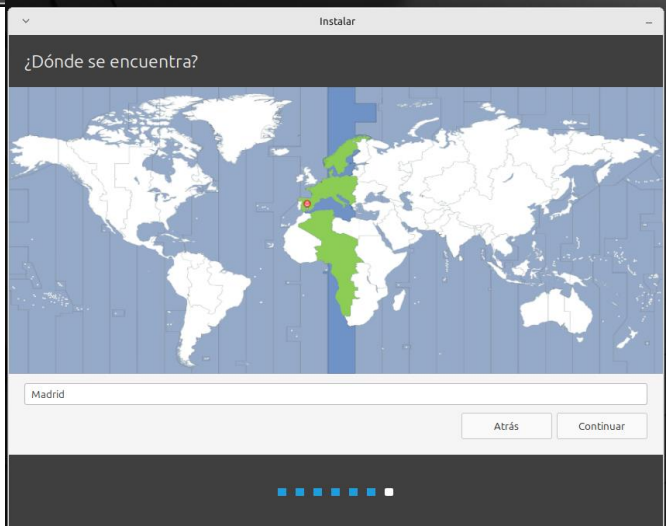 Instalar
¿Dónde se encuentra?
Madrid
Atrás
Continuar